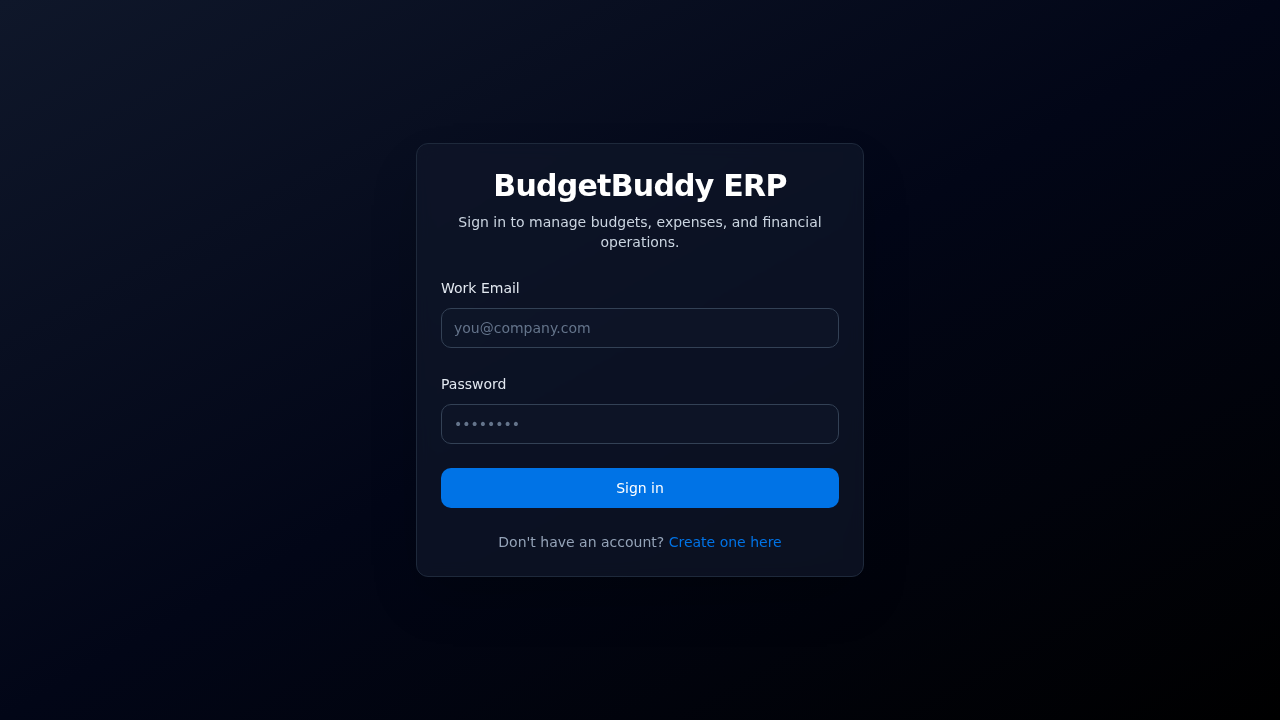 BudgetBuddy ERP
Sign in to manage budgets, expenses, and financial
operations.
Work Email
you@company.com
Password
••••••••
Sign in
Don't have an account? Create one here